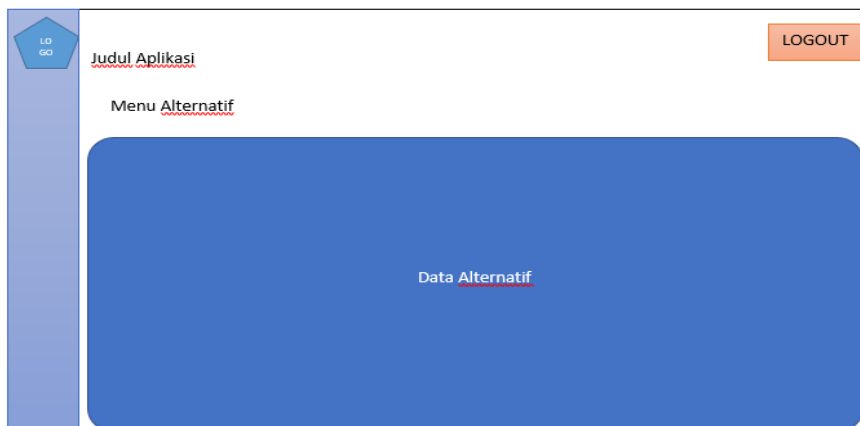 LO
GO
Judul Aplikasi
LOGOUT
Menu Alternatif
Data Alternatif